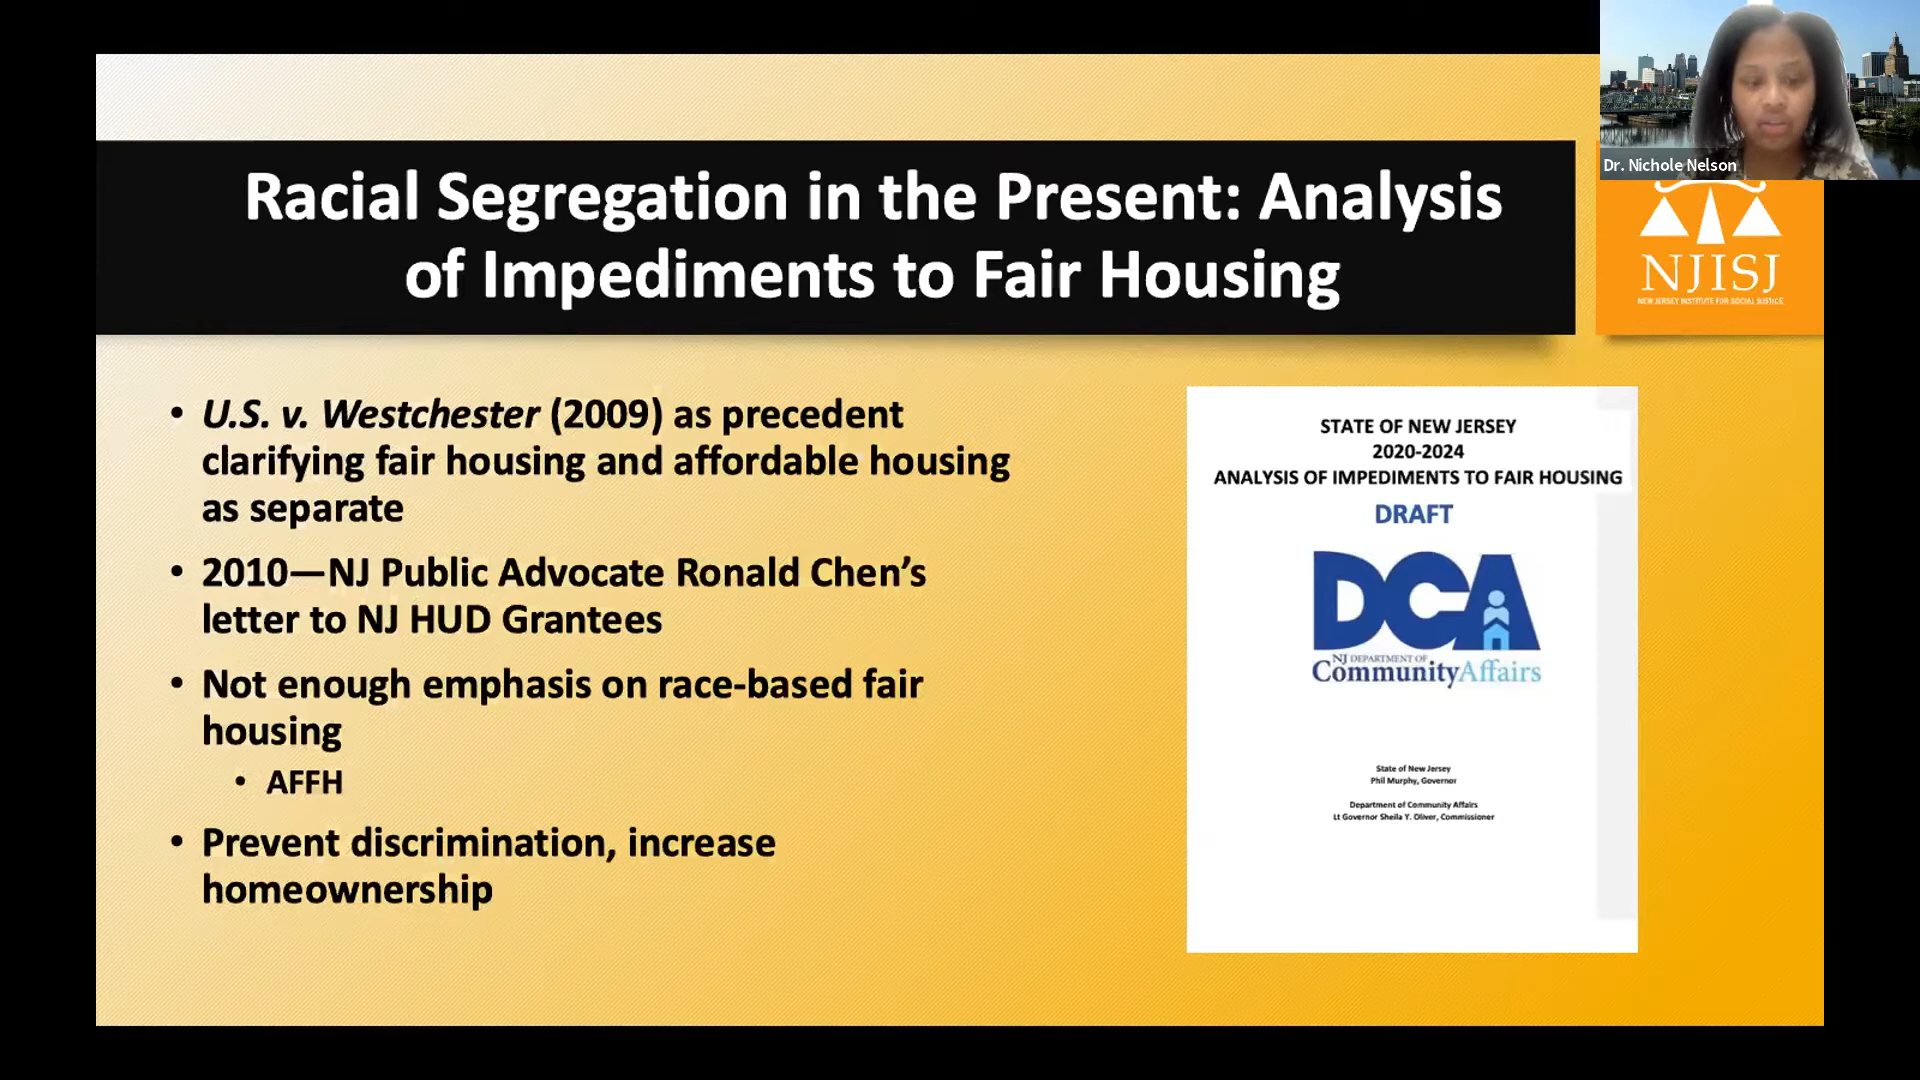 Dr. Nichole Nelson
Racial Segregation in the Present: Analysis
of Impediments to Fair Housing
NJISJ
NEW JERSEY INSTITUTE FOR SOCIAL JUSTICE
• U.S. v. Westchester (2009) as precedent
clarifying fair housing and affordable housing
as separate
• 2010—NJ Public Advocate Ronald Chen’s
letter to NJ HUD Grantees
• Not enough emphasis on race-based fair
housing
• AFFH
• Prevent discrimination, increase
homeownership
STATE OF NEW JERSEY
2020-2024
ANALYSIS OF IMPEDIMENTS TO FAIR HOUSING
DRAFT
DCA
NJ DEPARTMENT OF
CommunityAffairs
State of New Jersey
Phil Murphy, Governor
Department of Community Affairs
Lt Governor Sheila Y. Oliver, Commissioner